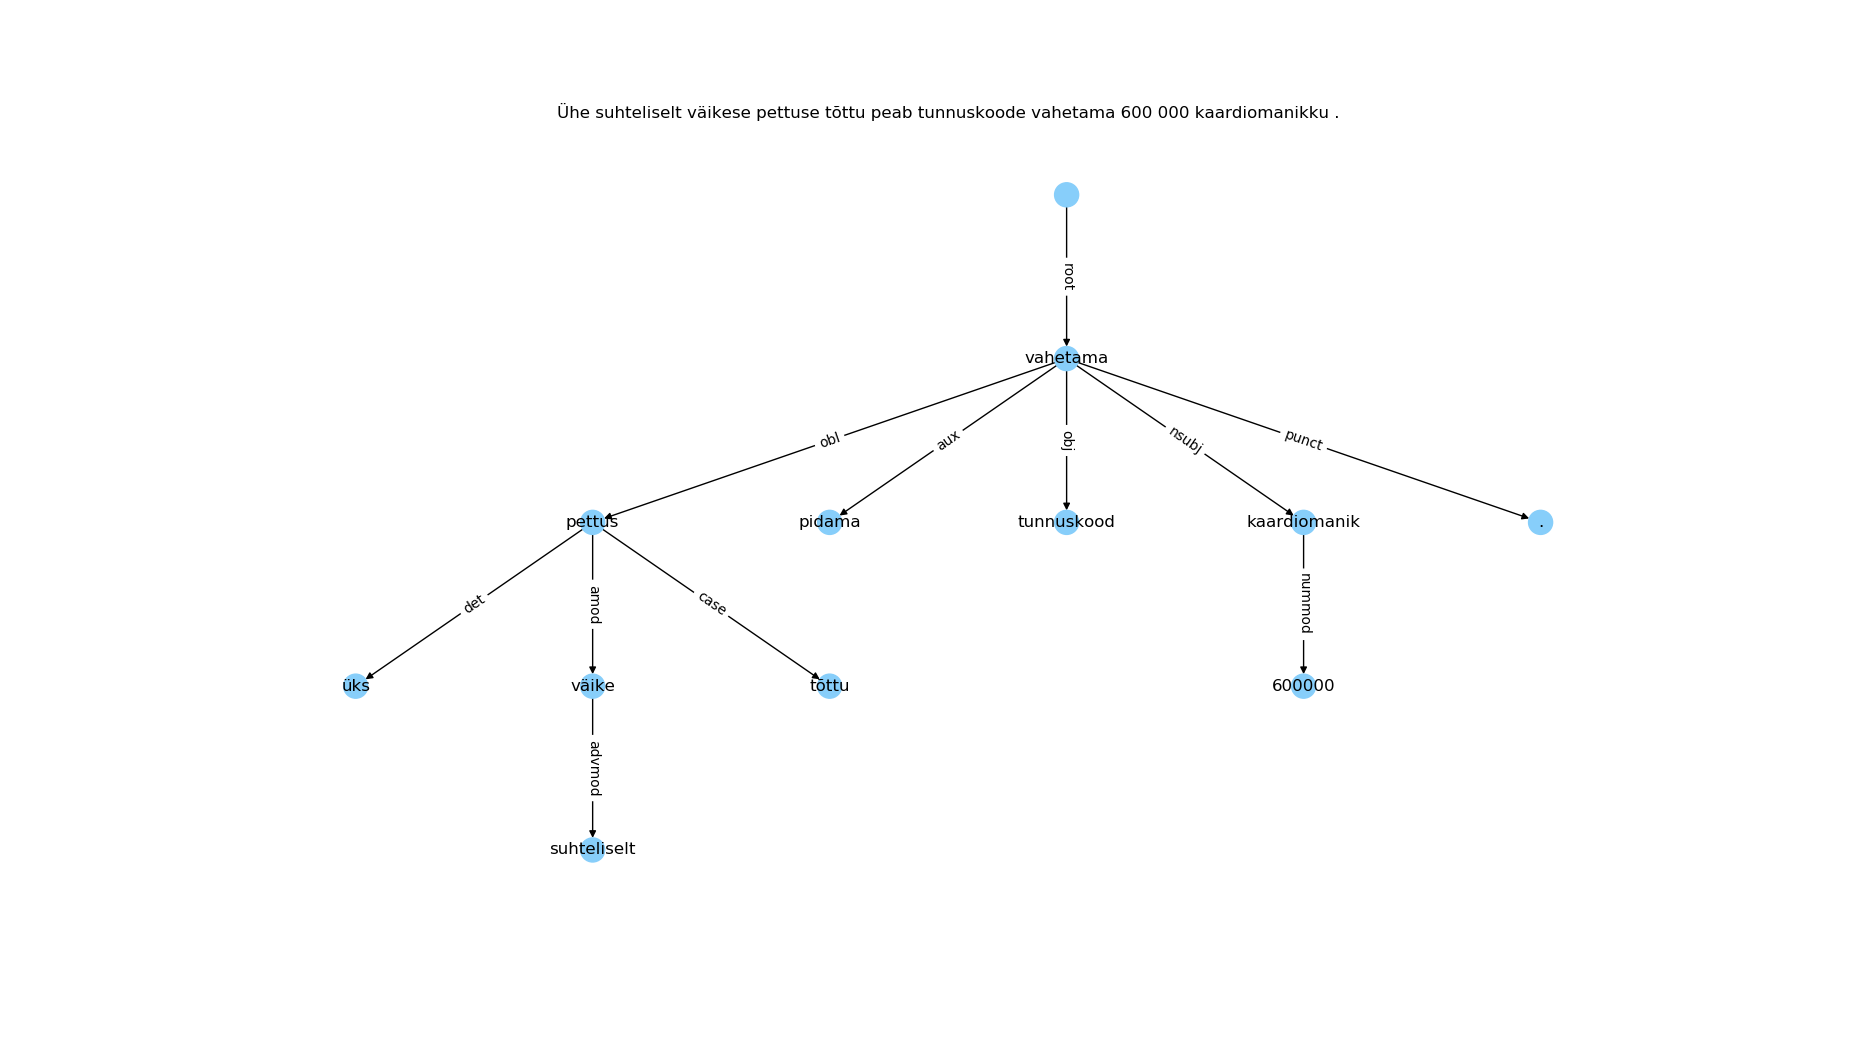 Ühe suhteliselt väikese pettuse tõttu peab tunnuskoode vahetama 600 000 kaardiomanikku .
root
vahetama
obl aux obj nsubj punct
pettus pidama tunnuskood kaardiomanik .
det amod case nummod
üks väike tõttu 600000
advmod
suhteliselt